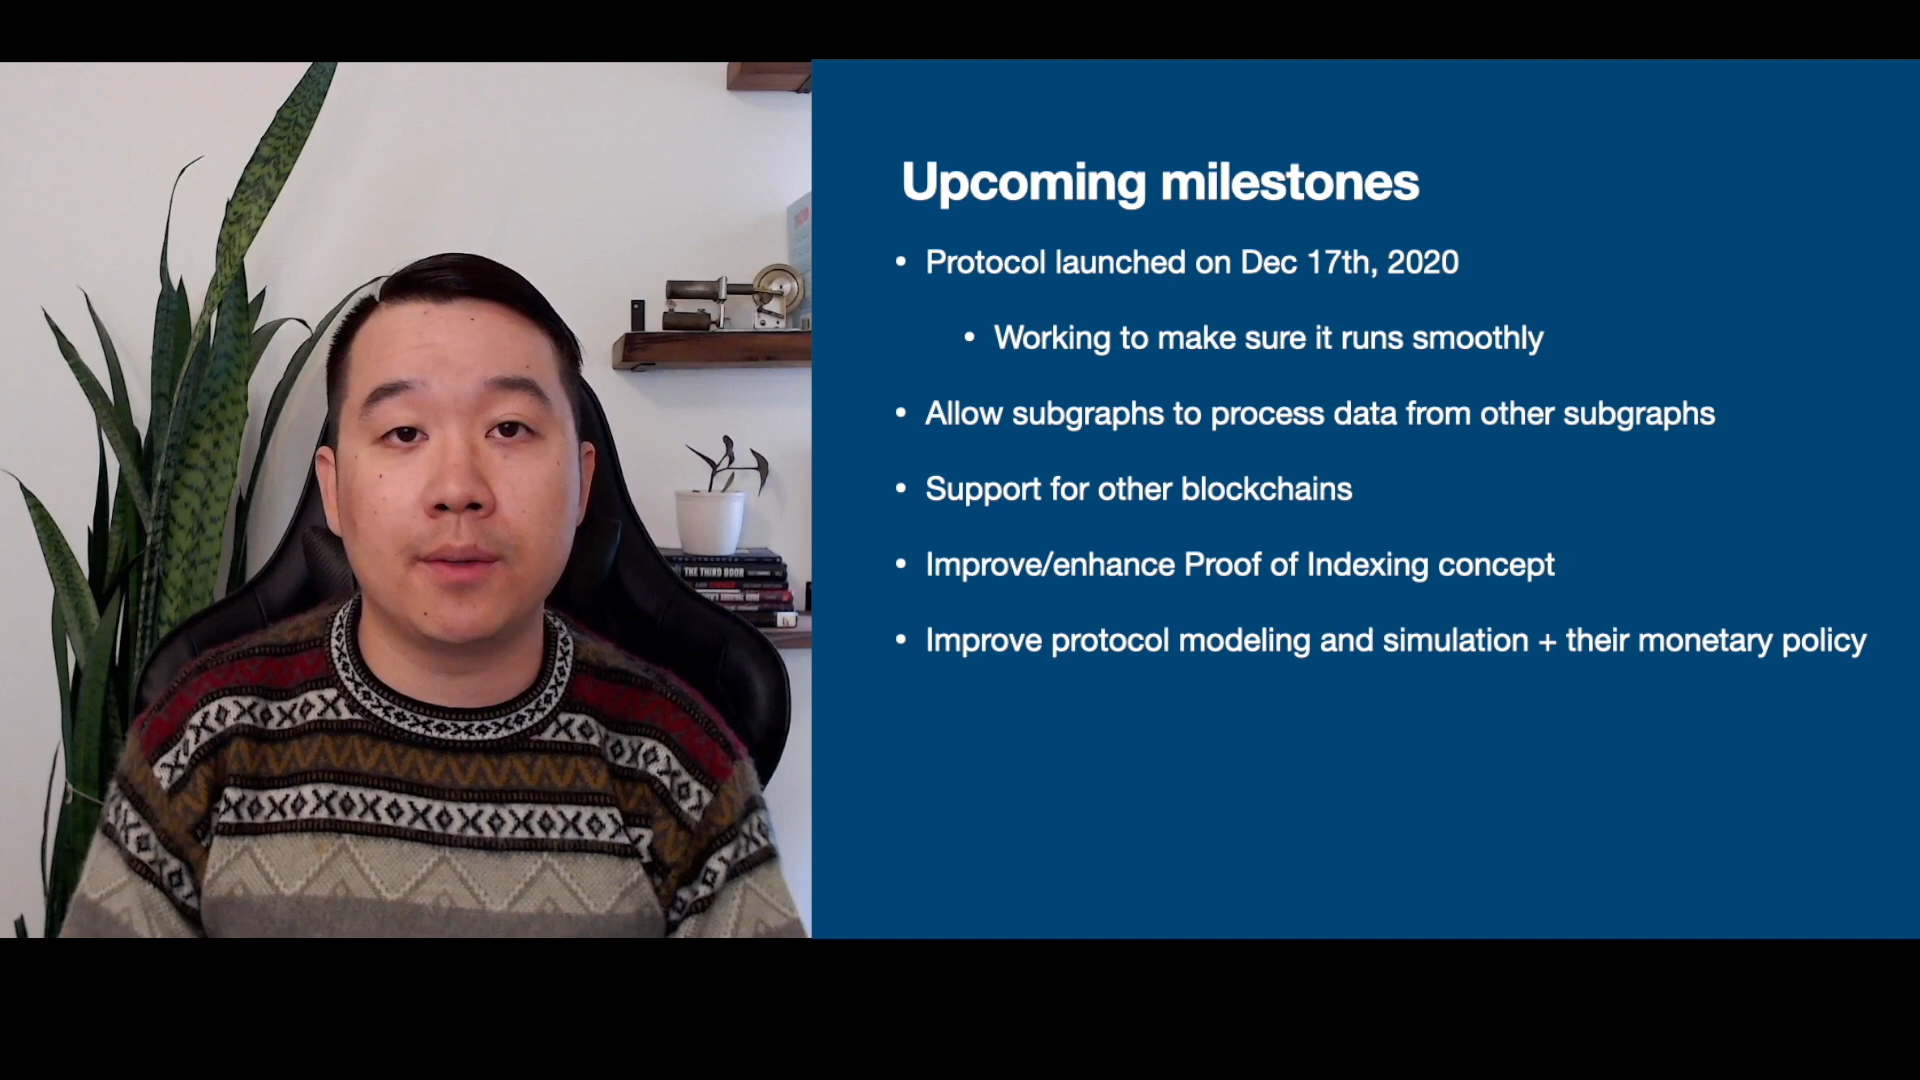 Upcoming milestones
• Protocol launched on Dec 17th, 2020
• Working to make sure it runs smoothly
• Allow subgraphs to process data from other subgraphs
• Support for other blockchains
• Improve/enhance Proof of Indexing concept
• Improve protocol modeling and simulation + their monetary policy
THE THIRD DOOR